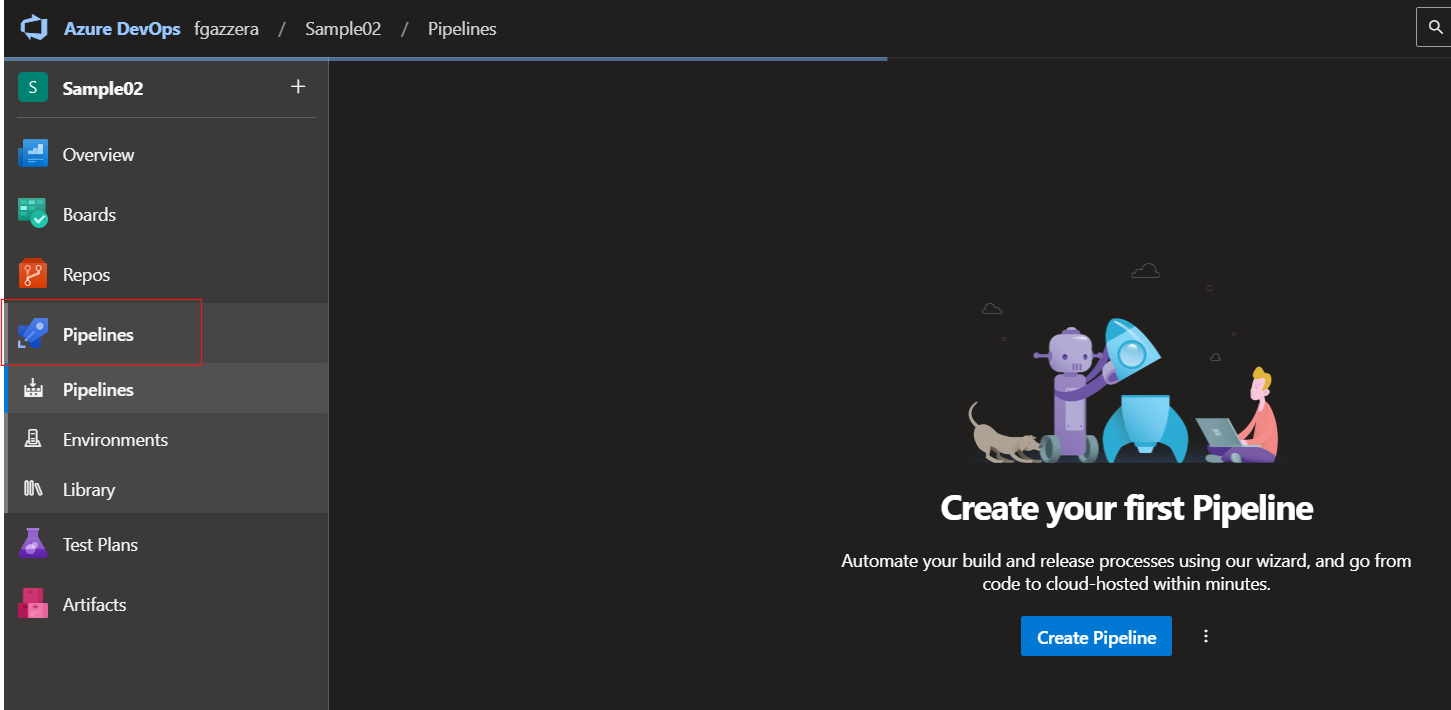 Azure DevOps fgazzera / Sample02 / Pipelines
S Sample02 +
Overview
Boards
Repos
Pipelines
Pipelines
Environments
Library
Test Plans
Artifacts
Create your first Pipeline
Automate your build and release processes using our wizard, and go from
code to cloud-hosted within minutes.
Create Pipeline